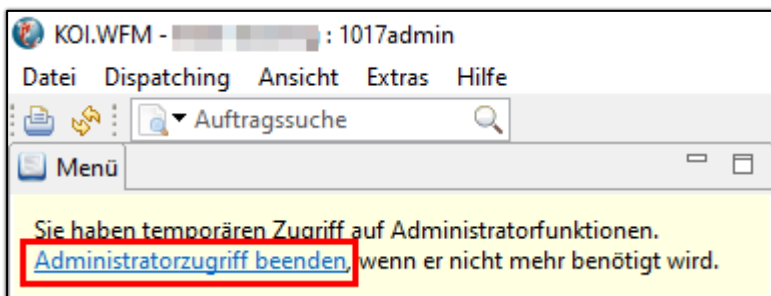 KOI.WFM - : 1017admin
Datei Dispatching Ansicht Extras Hilfe
Auftragssuche
Menü
Sie haben temporären Zugriff auf Administratorfunktionen.
Administratorzugriff beenden, wenn er nicht mehr benötigt wird.